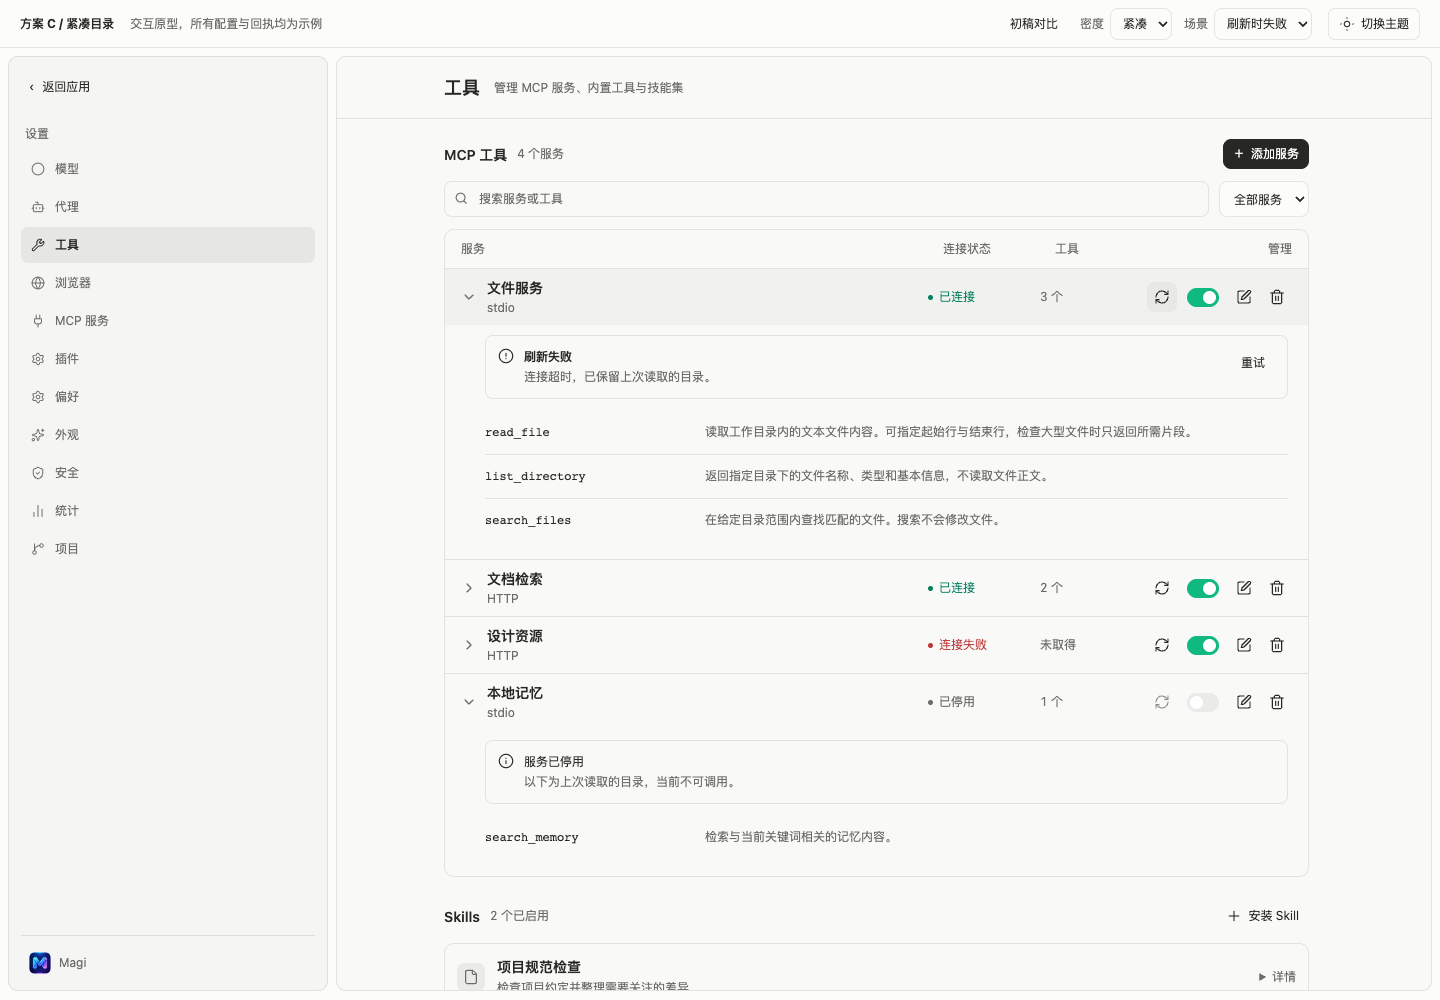 方案 C / 紧凑目录 交互原型，所有配置与回执均为示例 初稿对比 密度 紧凑 场景 刷新时失败 切换主题
返回应用
设置
模型
代理
工具
浏览器
MCP 服务
插件
偏好
外观
安全
统计
项目
Magi
工具 管理 MCP 服务、内置工具与技能集
MCP 工具 4 个服务 + 添加服务
搜索服务或工具 全部服务
服务 连接状态 工具 管理
文件服务
stdio
已连接 3 个
刷新失败
连接超时，已保留上次读取的目录。
重试
read_file 读取工作目录内的文本文件内容。可指定起始行与结束行，检查大型文件时只返回所需片段。
list_directory 返回指定目录下的文件名称、类型和基本信息，不读取文件正文。
search_files 在给定目录范围内查找匹配的文件。搜索不会修改文件。
文档检索
HTTP
已连接 2 个
设计资源
HTTP
连接失败 未取得
本地记忆
stdio
已停用 1 个
服务已停用
以下为上次读取的目录，当前不可调用。
search_memory 检索与当前关键词相关的记忆内容。
Skills 2 个已启用 + 安装 Skill
项目规范检查
检查项目约定并整理需要关注的差异
详情